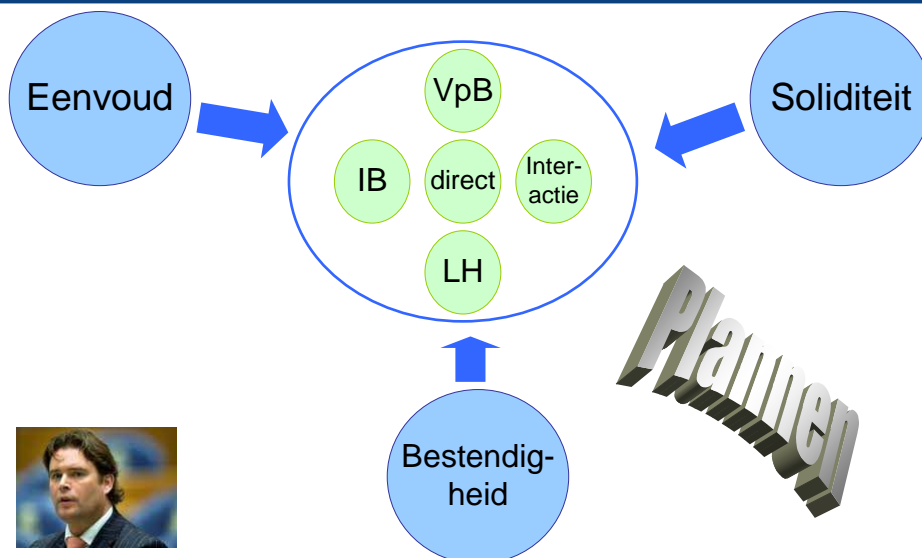 Eenvoud
Soliditeit
VpB
IB
direct
Inter-
actie
LH
Plannen
Bestendig-
heid